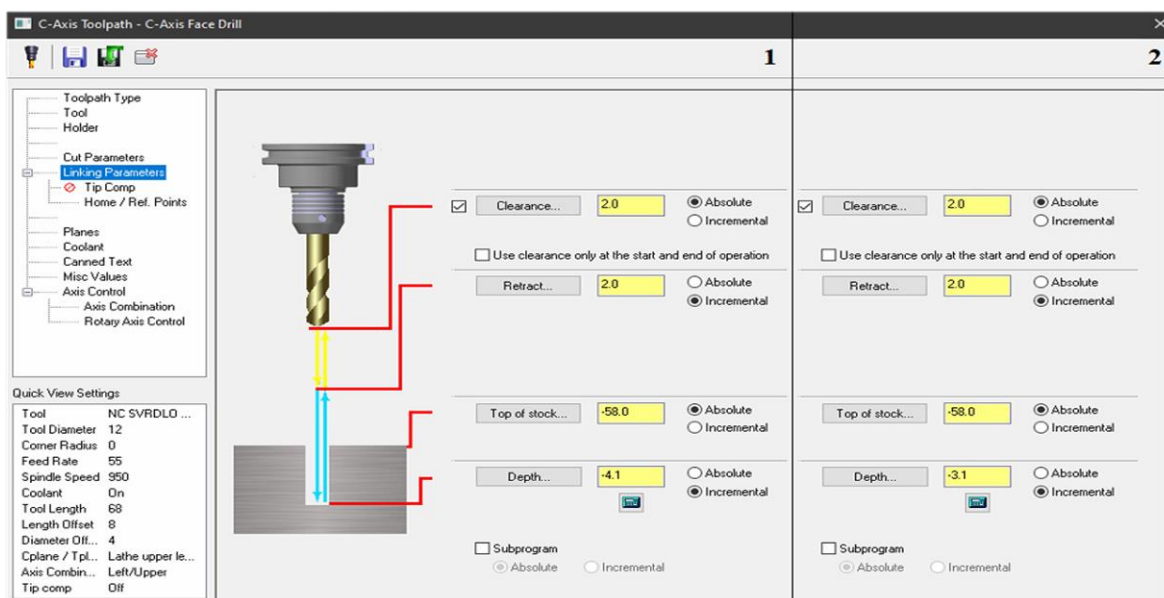 C-Axis Toolpath - C-Axis Face Drill
1
2
Toolpath Type
Tool
Holder
Cut Parameters
Linking Parameters
Tip Comp
Home / Ref. Points
Planes
Coolant
Canned Text
Misc Values
Axis Control
Axis Combination
Rotary Axis Control
Quick View Settings
Tool NC SVRDLO ...
Tool Diameter 12
Corner Radius 0
Feed Rate 55
Spindle Speed 950
Coolant On
Tool Length 68
Length Offset 8
Diameter Off... 4
Cplane / Tpl... Lathe upper le...
Axis Combin... Left/Upper
Tip comp Off
Clearance... 2.0 Absolute
Incremental
Use clearance only at the start and end of operation
Retract... 2.0 Absolute
Incremental
Top of stock... -58.0 Absolute
Incremental
Depth... -4.1 Absolute
Incremental
Subprogram
Absolute Incremental
Clearance... 2.0 Absolute
Incremental
Use clearance only at the start and end of operation
Retract... 2.0 Absolute
Incremental
Top of stock... -58.0 Absolute
Incremental
Depth... -3.1 Absolute
Incremental
Subprogram
Absolute Incremental